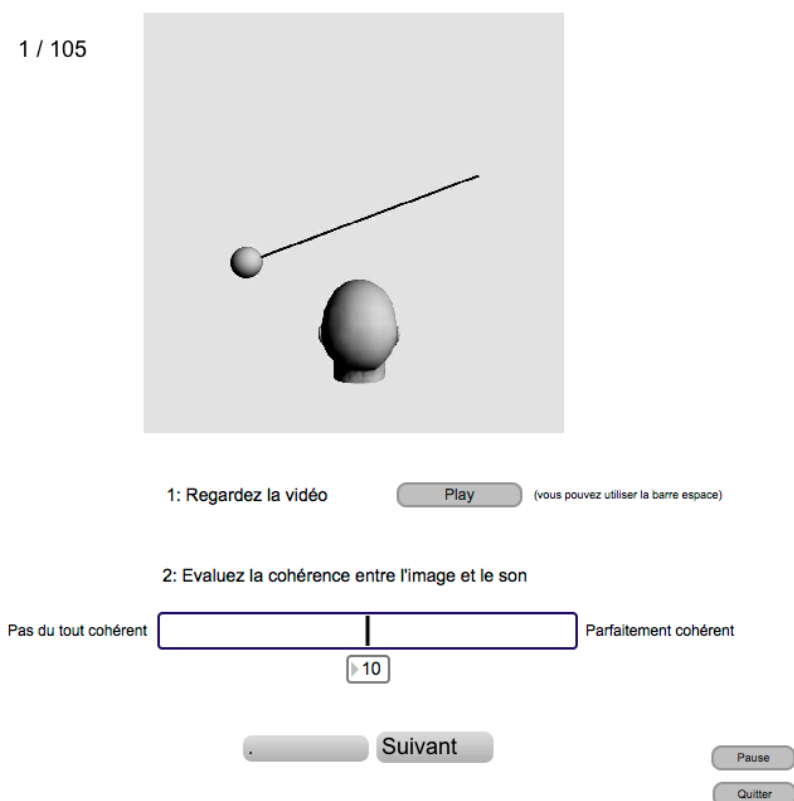 1 / 105
1: Regardez la vidéo
Play
(vous pouvez utiliser la barre espace)
2: Evaluez la cohérence entre l'image et le son
Pas du tout cohérent
Parfaitement cohérent
10
.
Suivant
Pause
Quitter